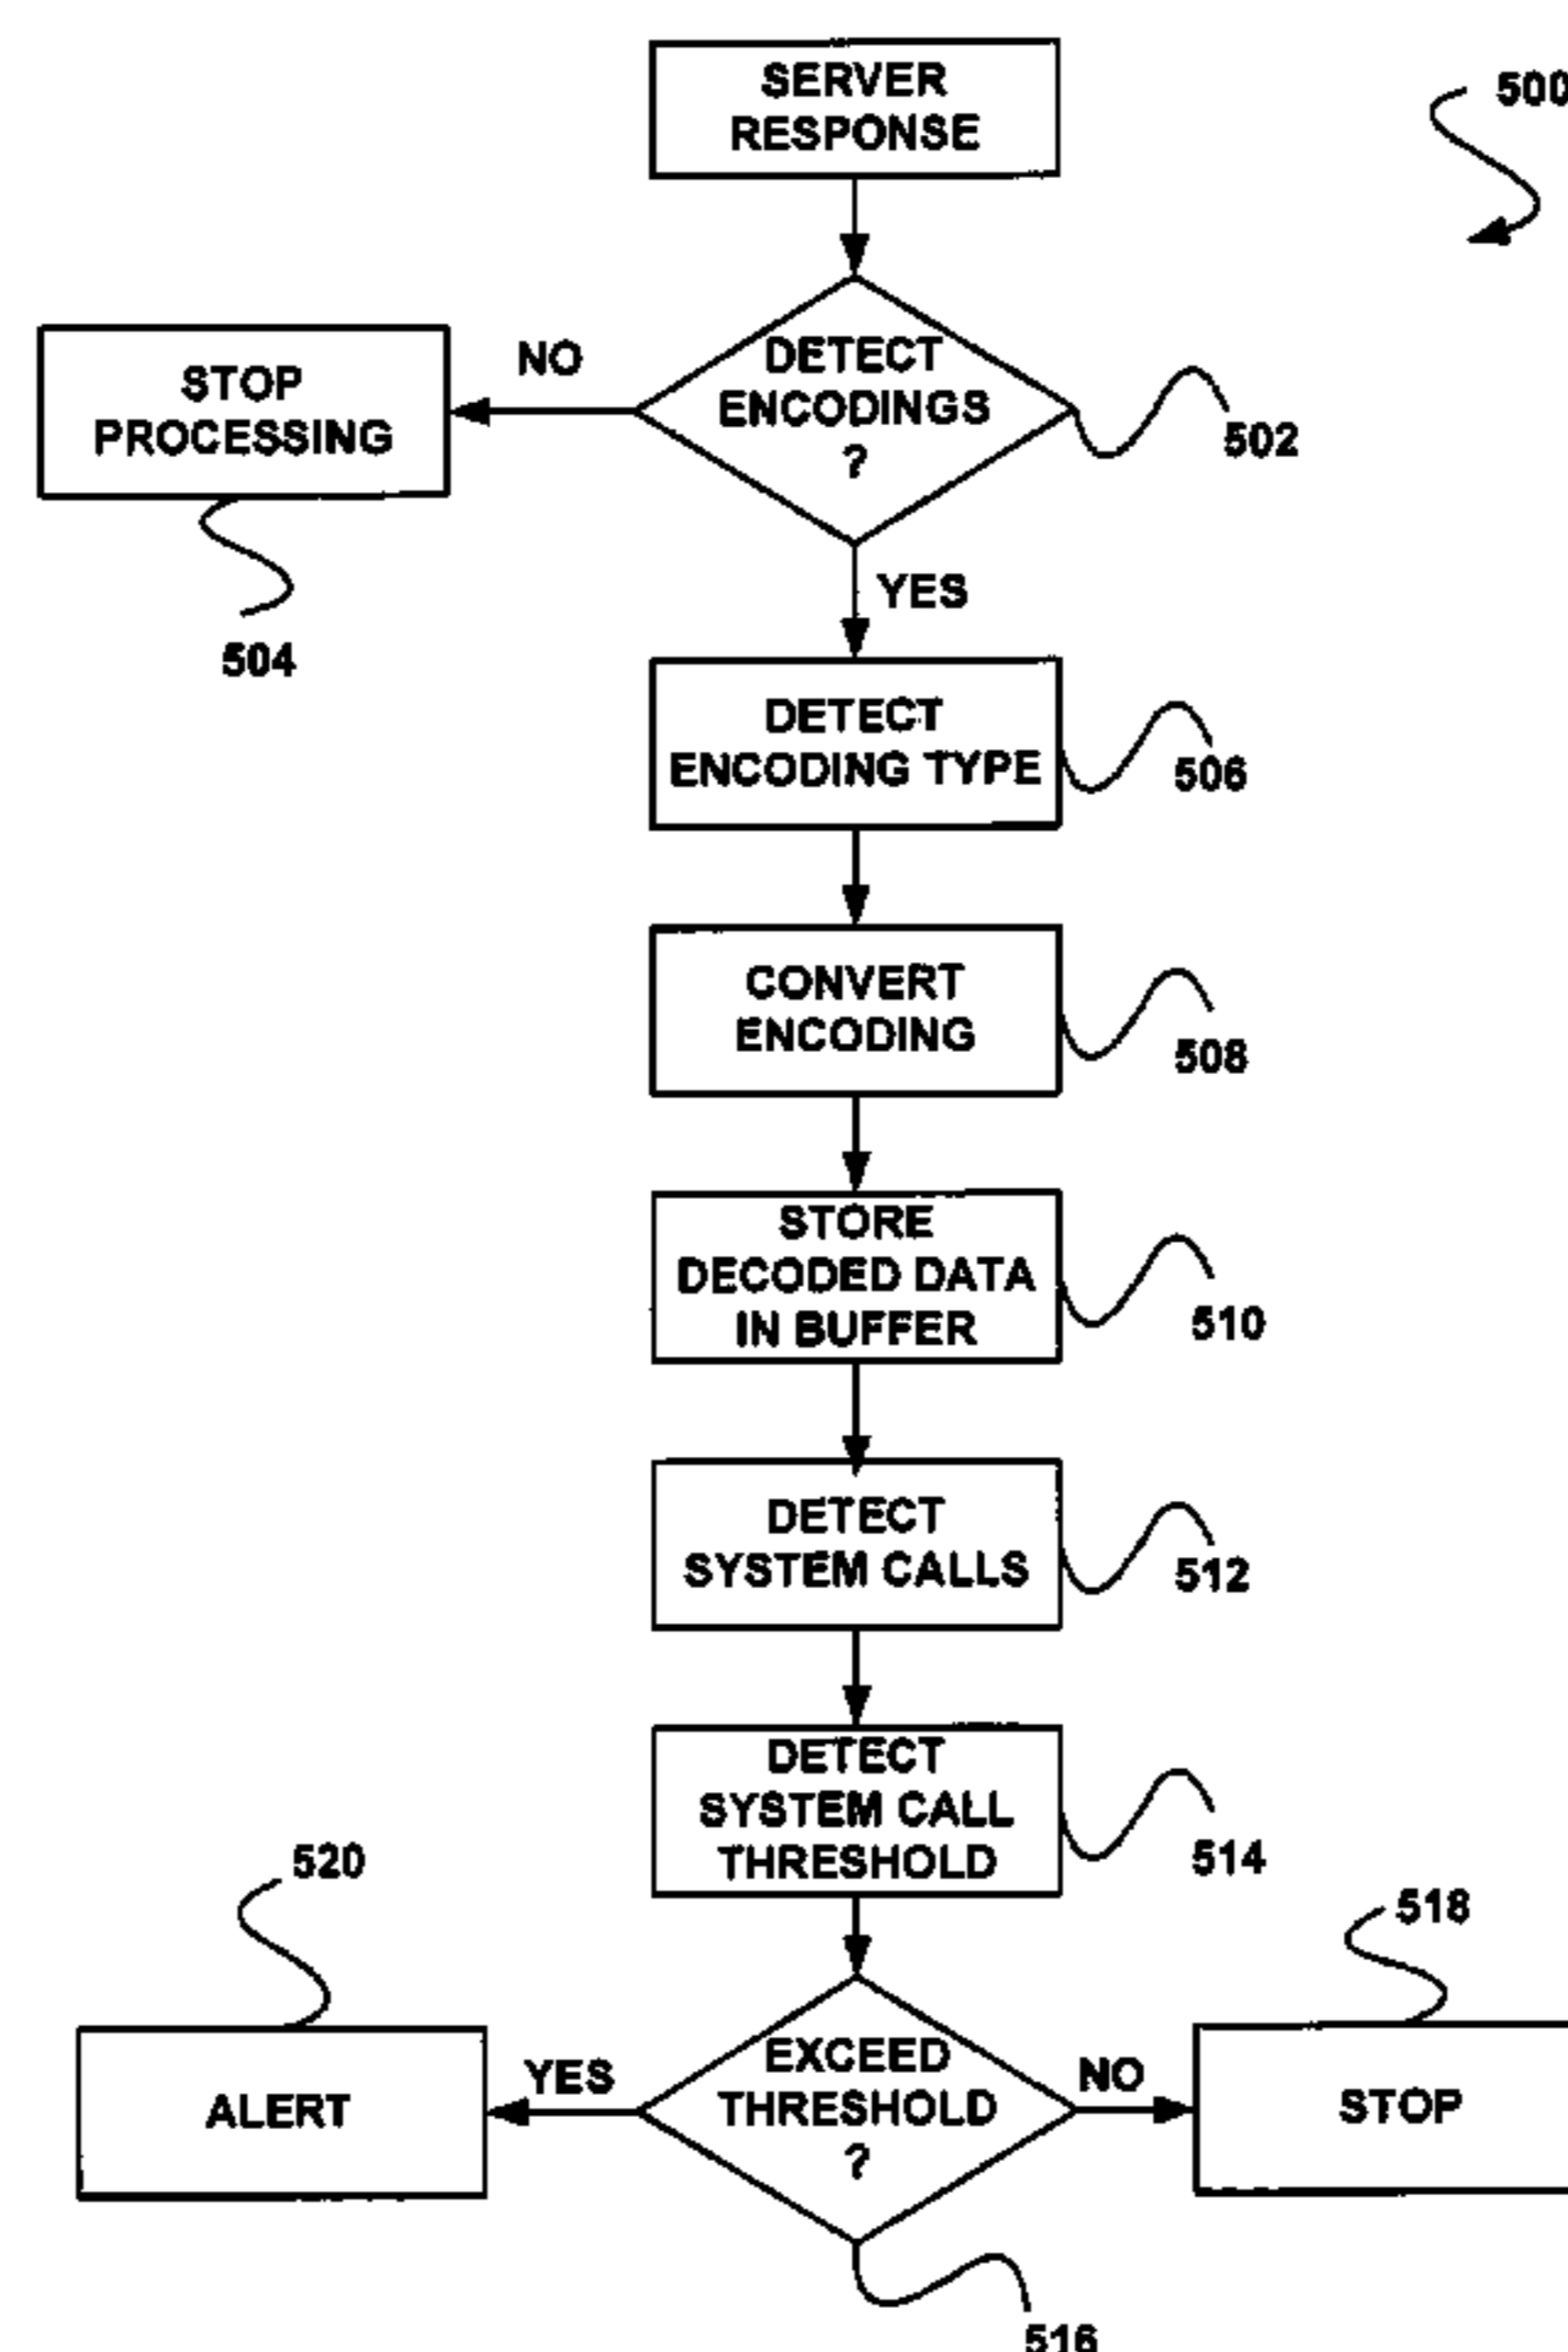 SERVER
RESPONSE
500
DETECT
ENCODINGS
?
NO
STOP
PROCESSING
502
504
YES
DETECT
ENCODING TYPE
506
CONVERT
ENCODING
508
STORE
DECODED DATA
IN BUFFER
510
DETECT
SYSTEM CALLS
512
DETECT
SYSTEM CALL
THRESHOLD
514
520
518
EXCEED
THRESHOLD
?
YES
ALERT
NO
STOP
516